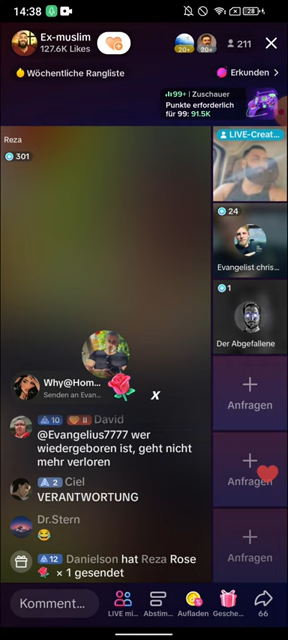 14:38
28
Ex-muslim
127.6K Likes
20+
20+
211
Wöchentliche Rangliste
Erkunden
99+ | Zuschauer
Punkte erforderlich
für 99: 91.5K
Reza
301
LIVE-Creat...
24
Evangelist chris...
1
Der Abgefallene
Anfragen
Anfragen
Anfragen
Why@Hom...
Senden an Evan...
x
10 II David
@Evangelius7777 wer
wiedergeboren ist, geht nicht
mehr verloren
2 Ciel
VERANTWORTUNG
Dr.Stern
😂
12 Danielson hat Reza Rose
🌹 × 1 gesendet
Komment...
LIVE mi...
Abstim...
Aufladen
Gesche...
66